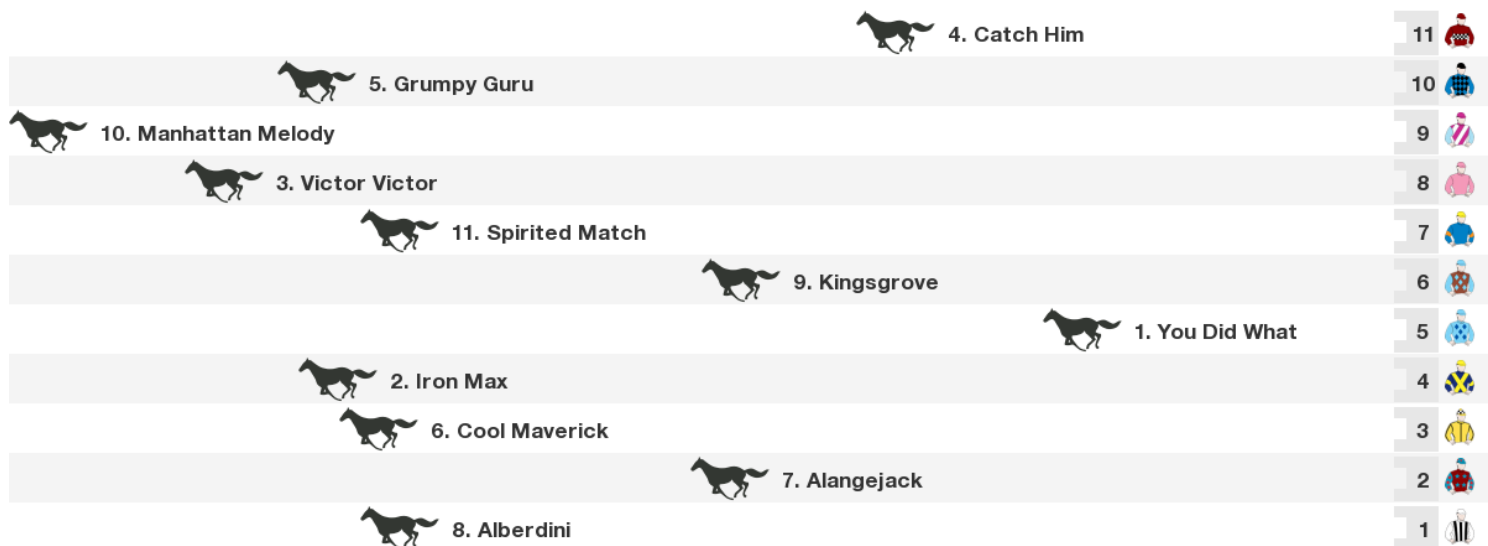 4. Catch Him 11
5. Grumpy Guru 10
10. Manhattan Melody 9
3. Victor Victor 8
11. Spirited Match 7
9. Kingsgrove 6
1. You Did What 5
2. Iron Max 4
6. Cool Maverick 3
7. Alangejack 2
8. Alberdini 1